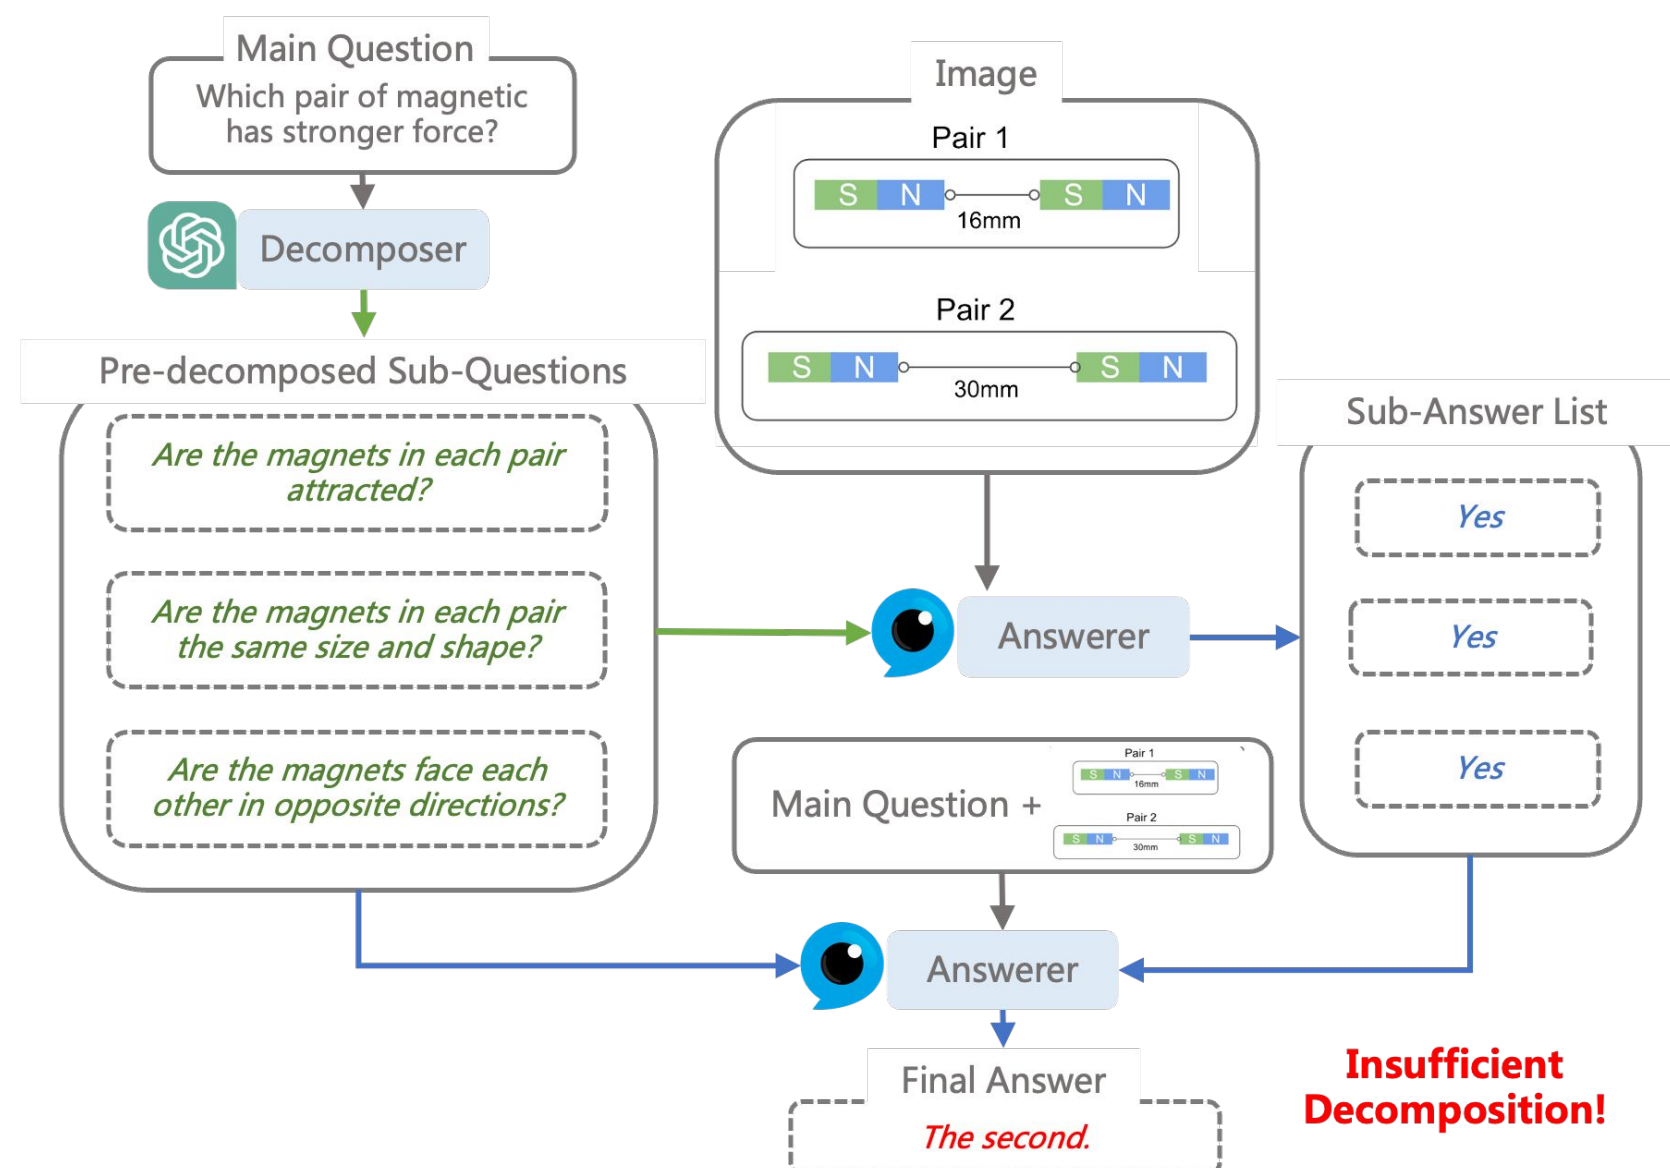 Main Question
Which pair of magnetic
has stronger force?
Decomposer
Pre-decomposed Sub-Questions
Are the magnets in each pair
attracted?
Are the magnets in each pair
the same size and shape?
Are the magnets face each
other in opposite directions?
Image
Pair 1
S N S N
16mm
Pair 2
S N S N
30mm
Answerer
Sub-Answer List
Yes
Yes
Yes
Main Question +
Pair 1
S N S N
16mm
Pair 2
S N S N
30mm
Answerer
Final Answer
The second.
Insufficient
Decomposition!